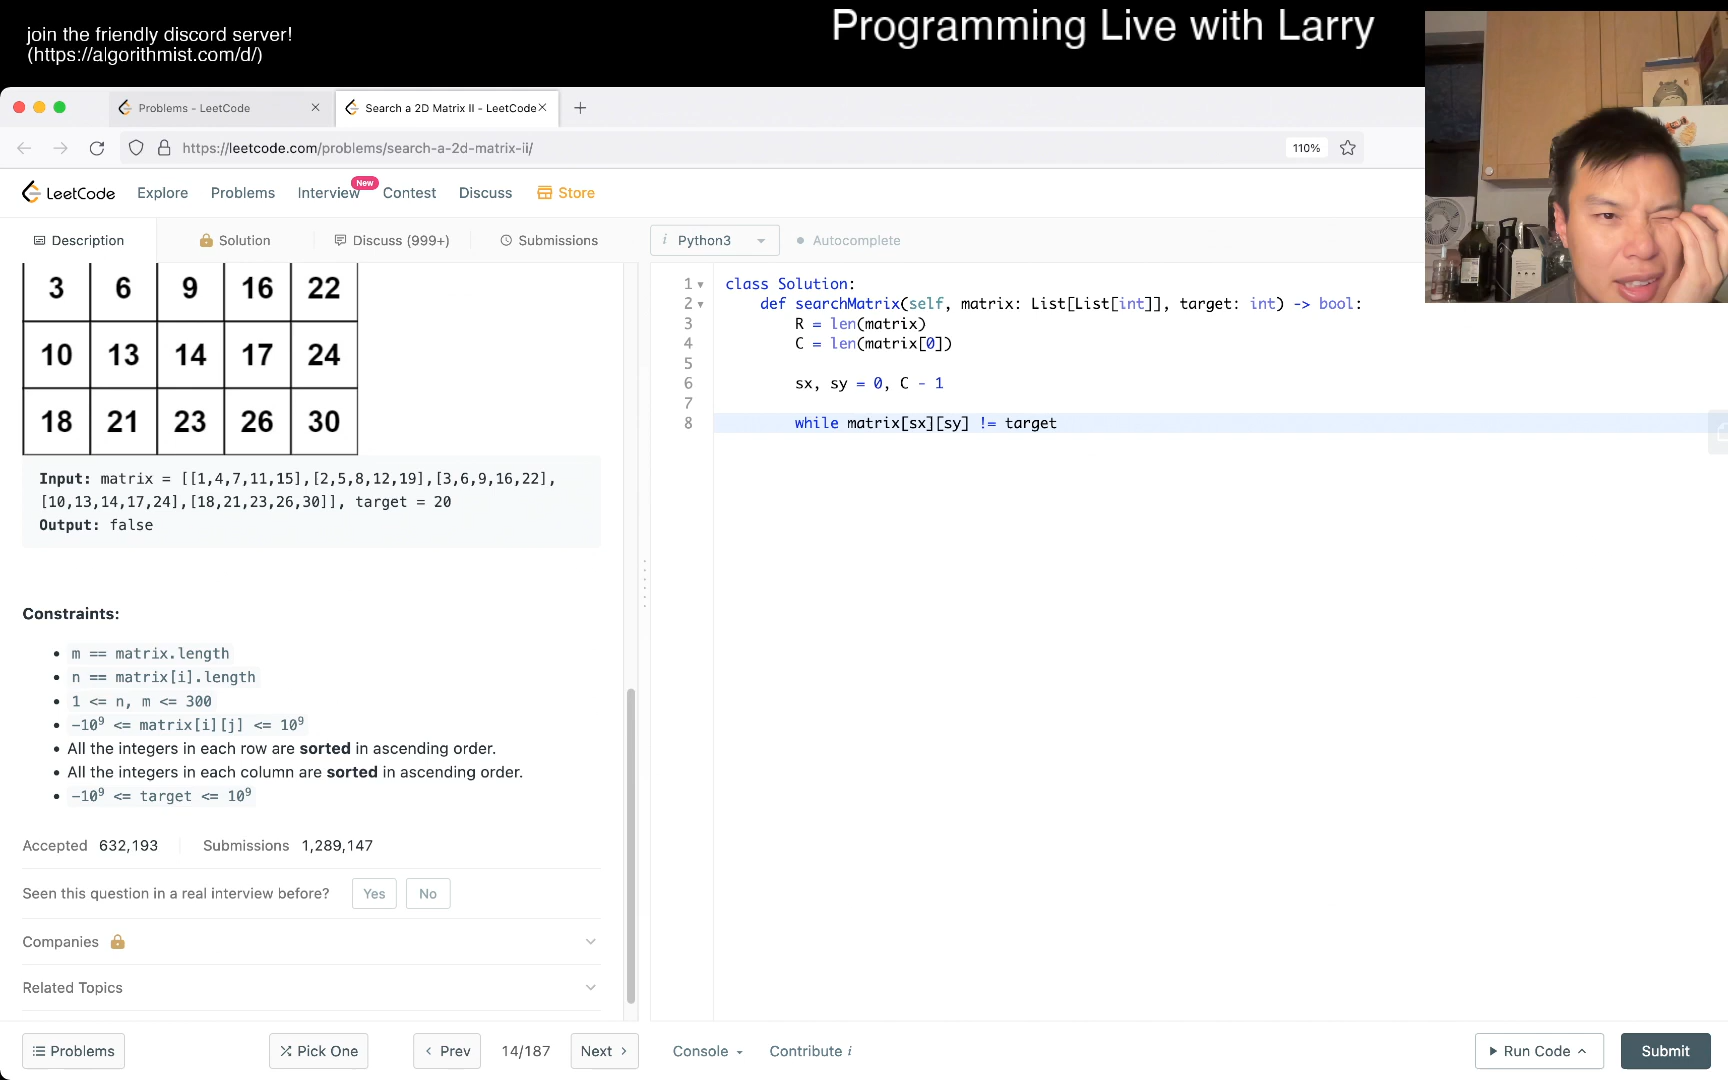 join the friendly discord server!
(https://algorithmist.com/d/)
Programming Live with Larry
Problems - LeetCode
Search a 2D Matrix II - LeetCode
https://leetcode.com/problems/search-a-2d-matrix-ii/
110%
LeetCode
Explore
Problems
Interview
New
Contest
Discuss
Store
Description
Solution
Discuss (999+)
Submissions
i Python3
Autocomplete
3 6 9 16 22
10 13 14 17 24
18 21 23 26 30
Input: matrix = [[1,4,7,11,15],[2,5,8,12,19],[3,6,9,16,22],
[10,13,14,17,24],[18,21,23,26,30]], target = 20
Output: false
Constraints:
• m == matrix.length
• n == matrix[i].length
• 1 <= n, m <= 300
• -10⁹ <= matrix[i][j] <= 10⁹
• All the integers in each row are sorted in ascending order.
• All the integers in each column are sorted in ascending order.
• -10⁹ <= target <= 10⁹
Accepted 632,193
Submissions 1,289,147
Seen this question in a real interview before?
Yes
No
Companies
Related Topics
1 class Solution:
2 def searchMatrix(self, matrix: List[List[int]], target: int) -> bool:
3 R = len(matrix)
4 C = len(matrix[0])
5
6 sx, sy = 0, C - 1
7
8 while matrix[sx][sy] != target
Problems
Pick One
Prev
14/187
Next
Console
Contribute i
Run Code
Submit